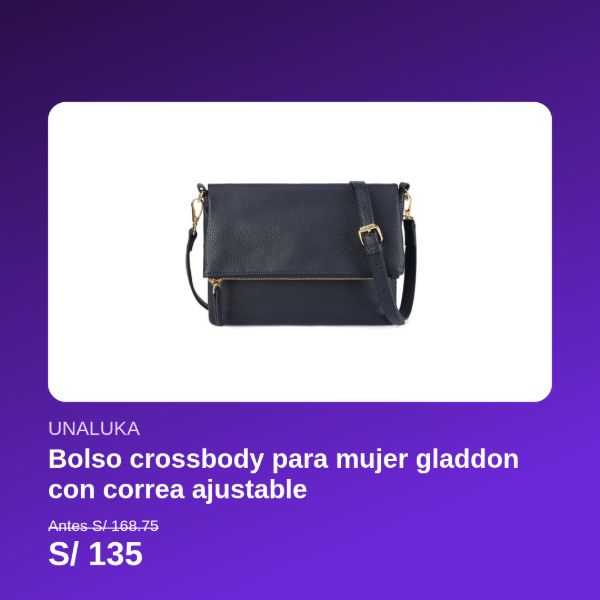 UNALUKA
Bolso crossbody para mujer gladdon
con correa ajustable
Antes S/ 168.75
S/ 135